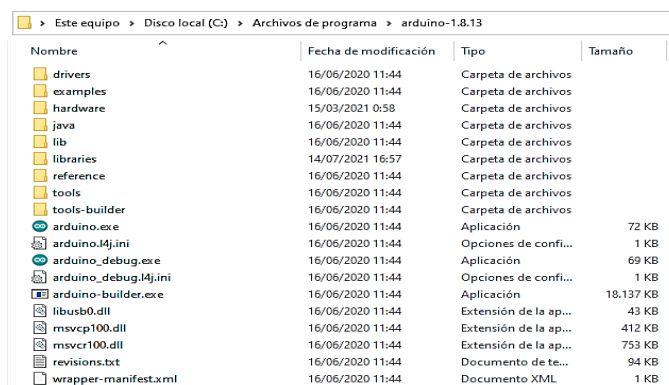 > Este equipo > Disco local (C:) > Archivos de programa > arduino-1.8.13
Nombre Fecha de modificación Tipo Tamaño
drivers 16/06/2020 11:44 Carpeta de archivos
examples 16/06/2020 11:44 Carpeta de archivos
hardware 15/03/2021 0:58 Carpeta de archivos
java 16/06/2020 11:44 Carpeta de archivos
lib 16/06/2020 11:44 Carpeta de archivos
libraries 14/07/2021 16:57 Carpeta de archivos
reference 16/06/2020 11:44 Carpeta de archivos
tools 16/06/2020 11:44 Carpeta de archivos
tools-builder 16/06/2020 11:44 Carpeta de archivos
arduino.exe 16/06/2020 11:44 Aplicación 72 KB
arduino.l4j.ini 16/06/2020 11:44 Opciones de confi... 1 KB
arduino_debug.exe 16/06/2020 11:44 Aplicación 69 KB
arduino_debug.l4j.ini 16/06/2020 11:44 Opciones de confi... 1 KB
arduino-builder.exe 16/06/2020 11:44 Aplicación 18.137 KB
libusb0.dll 16/06/2020 11:44 Extensión de la ap... 43 KB
msvcp100.dll 16/06/2020 11:44 Extensión de la ap... 412 KB
msvcr100.dll 16/06/2020 11:44 Extensión de la ap... 753 KB
revisions.txt 16/06/2020 11:44 Documento de te... 94 KB
wrapper-manifest.xml 16/06/2020 11:44 Documento XML 1 KB